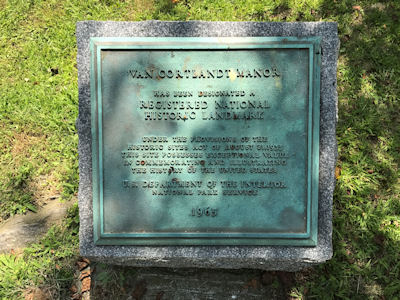 VAN CORTLANDT MANOR
HAS BEEN DESIGNATED A
REGISTERED NATIONAL
HISTORIC LANDMARK
UNDER THE PROVISIONS OF THE
HISTORIC SITES ACT OF AUGUST 21, 1935
THIS SITE POSSESSES EXCEPTIONAL VALUE
IN COMMEMORATING AND ILLUSTRATING
THE HISTORY OF THE UNITED STATES
U.S. DEPARTMENT OF THE INTERIOR
NATIONAL PARK SERVICE
1963